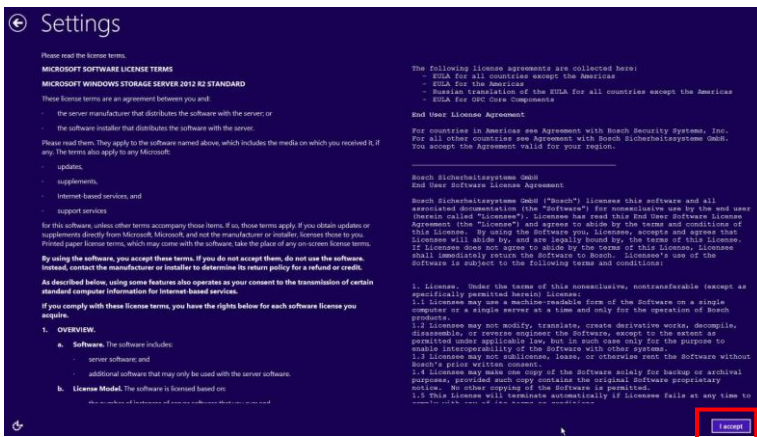 Settings
Please read the license terms.
MICROSOFT SOFTWARE LICENSE TERMS
MICROSOFT WINDOWS STORAGE SERVER 2012 R2 STANDARD
These license terms are an agreement between you and:
· the server manufacturer that distributes the software with the server; or
· the software installer that distributes the software with the server.
Please read them. They apply to the software named above, which includes the media on which you received it, if
any. The terms also apply to any Microsoft:
· updates,
· supplements,
· Internet-based services, and
· support services
for this software, unless other terms accompany those items. If so, those terms apply. If you obtain updates or
supplements directly from Microsoft, Microsoft, and not the manufacturer or installer, licenses those to you.
Printed paper license terms, which may come with the software, take the place of any on-screen license terms.
By using the software, you accept these terms. If you do not accept them, do not use the software.
Instead, contact the manufacturer or installer to determine its return policy for a refund or credit.
As described below, using some features also operates as your consent to the transmission of certain
standard computer information for Internet-based services.
If you comply with these license terms, you have the rights below for each software license you
acquire.
1. OVERVIEW.
a. Software. The software includes:
· server software; and
· additional software that may only be used with the server software.
b. License Model. The software is licensed based on:
The following license agreements are collected here:
- EULA for all countries except the Americas
- EULA for the Americas
- Russian translation of the EULA for all countries except the Americas
- EULA for OPC Core Components
End User License Agreement
For countries in Americas see Agreement with Bosch Security Systems, Inc.
For all other countries see Agreement with Bosch Sicherheitssysteme GmbH.
You accept the Agreement valid for your region.
Bosch Sicherheitssysteme GmbH
End User Software License Agreement
Bosch Sicherheitssysteme GmbH ("Bosch") licenses this software and all
associated documentation (the "Software") for nonexclusive use by the end user
(herein called "Licensee"). Licensee has read this End User Software License
Agreement (the "License") and agrees to abide by the terms and conditions of
this License. By using the Software you, Licensee, accepts and agrees that
Licensee will abide by, and are legally bound by, the terms of this License.
If Licensee does not agree to abide by the terms of this License, Licensee
shall immediately return the Software to Bosch. Licensee's use of the
Software is subject to the following terms and conditions:
1. License. Under the terms of this nonexclusive, nontransferable (except as
specifically permitted herein) License:
1.1 Licensee may use a machine-readable form of the Software on a single
computer or a single server at a time and only for the operation of Bosch
products.
1.2 Licensee may not modify, translate, create derivative works, decompile,
disassemble, or reverse engineer the Software, except to the extent as
permitted under applicable law, but in such case only for the purpose to
enable interoperability of the Software with other systems.
1.3 Licensee may not sublicense, lease, or otherwise rent the Software without
Bosch's prior written consent.
1.4 Licensee may make one copy of the Software solely for backup or archival
purposes, provided such copy contains the original Software proprietary
notice. No other copying of the Software is permitted.
1.5 This License will terminate automatically if Licensee fails at any time to
I accept